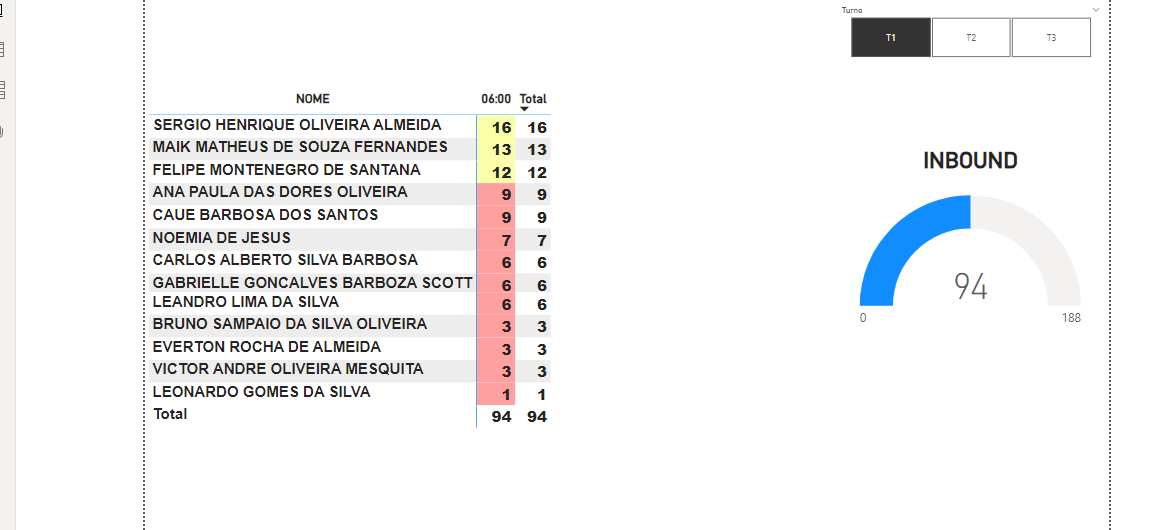 Turno
T1 T2 T3
NOME 06:00 Total
SERGIO HENRIQUE OLIVEIRA ALMEIDA 16 16
MAIK MATHEUS DE SOUZA FERNANDES 13 13
FELIPE MONTENEGRO DE SANTANA 12 12
ANA PAULA DAS DORES OLIVEIRA 9 9
CAUE BARBOSA DOS SANTOS 9 9
NOEMIA DE JESUS 7 7
CARLOS ALBERTO SILVA BARBOSA 6 6
GABRIELLE GONCALVES BARBOZA SCOTT 6 6
LEANDRO LIMA DA SILVA 6 6
BRUNO SAMPAIO DA SILVA OLIVEIRA 3 3
EVERTON ROCHA DE ALMEIDA 3 3
VICTOR ANDRE OLIVEIRA MESQUITA 3 3
LEONARDO GOMES DA SILVA 1 1
Total 94 94
INBOUND
94
0 188